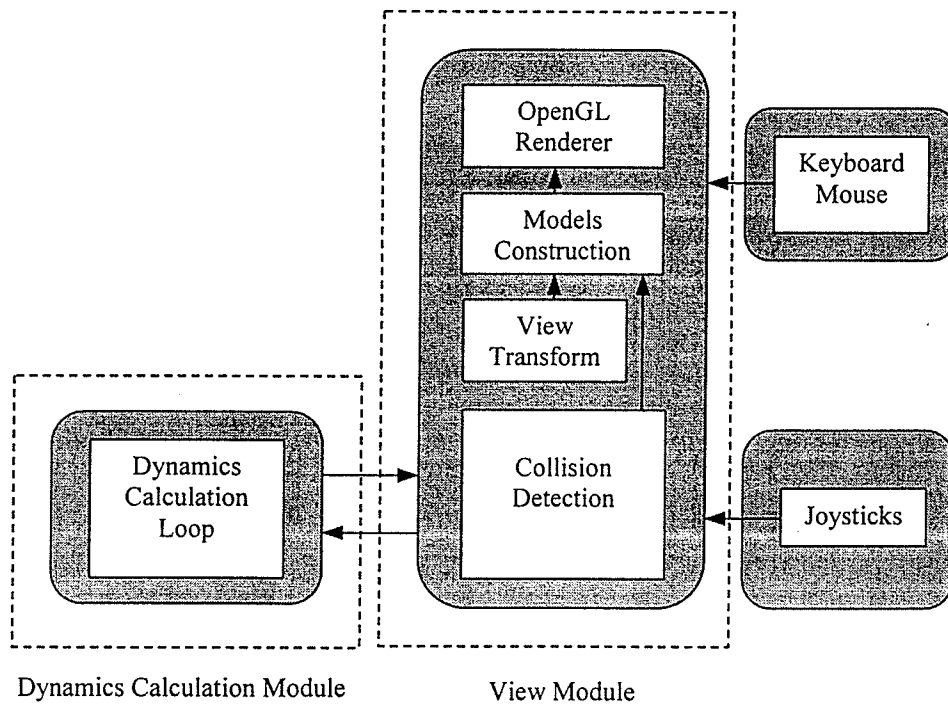 OpenGL
Renderer
Models
Construction
View
Transform
Collision
Detection
Keyboard
Mouse
Joysticks
Dynamics
Calculation
Loop
Dynamics Calculation Module
View Module